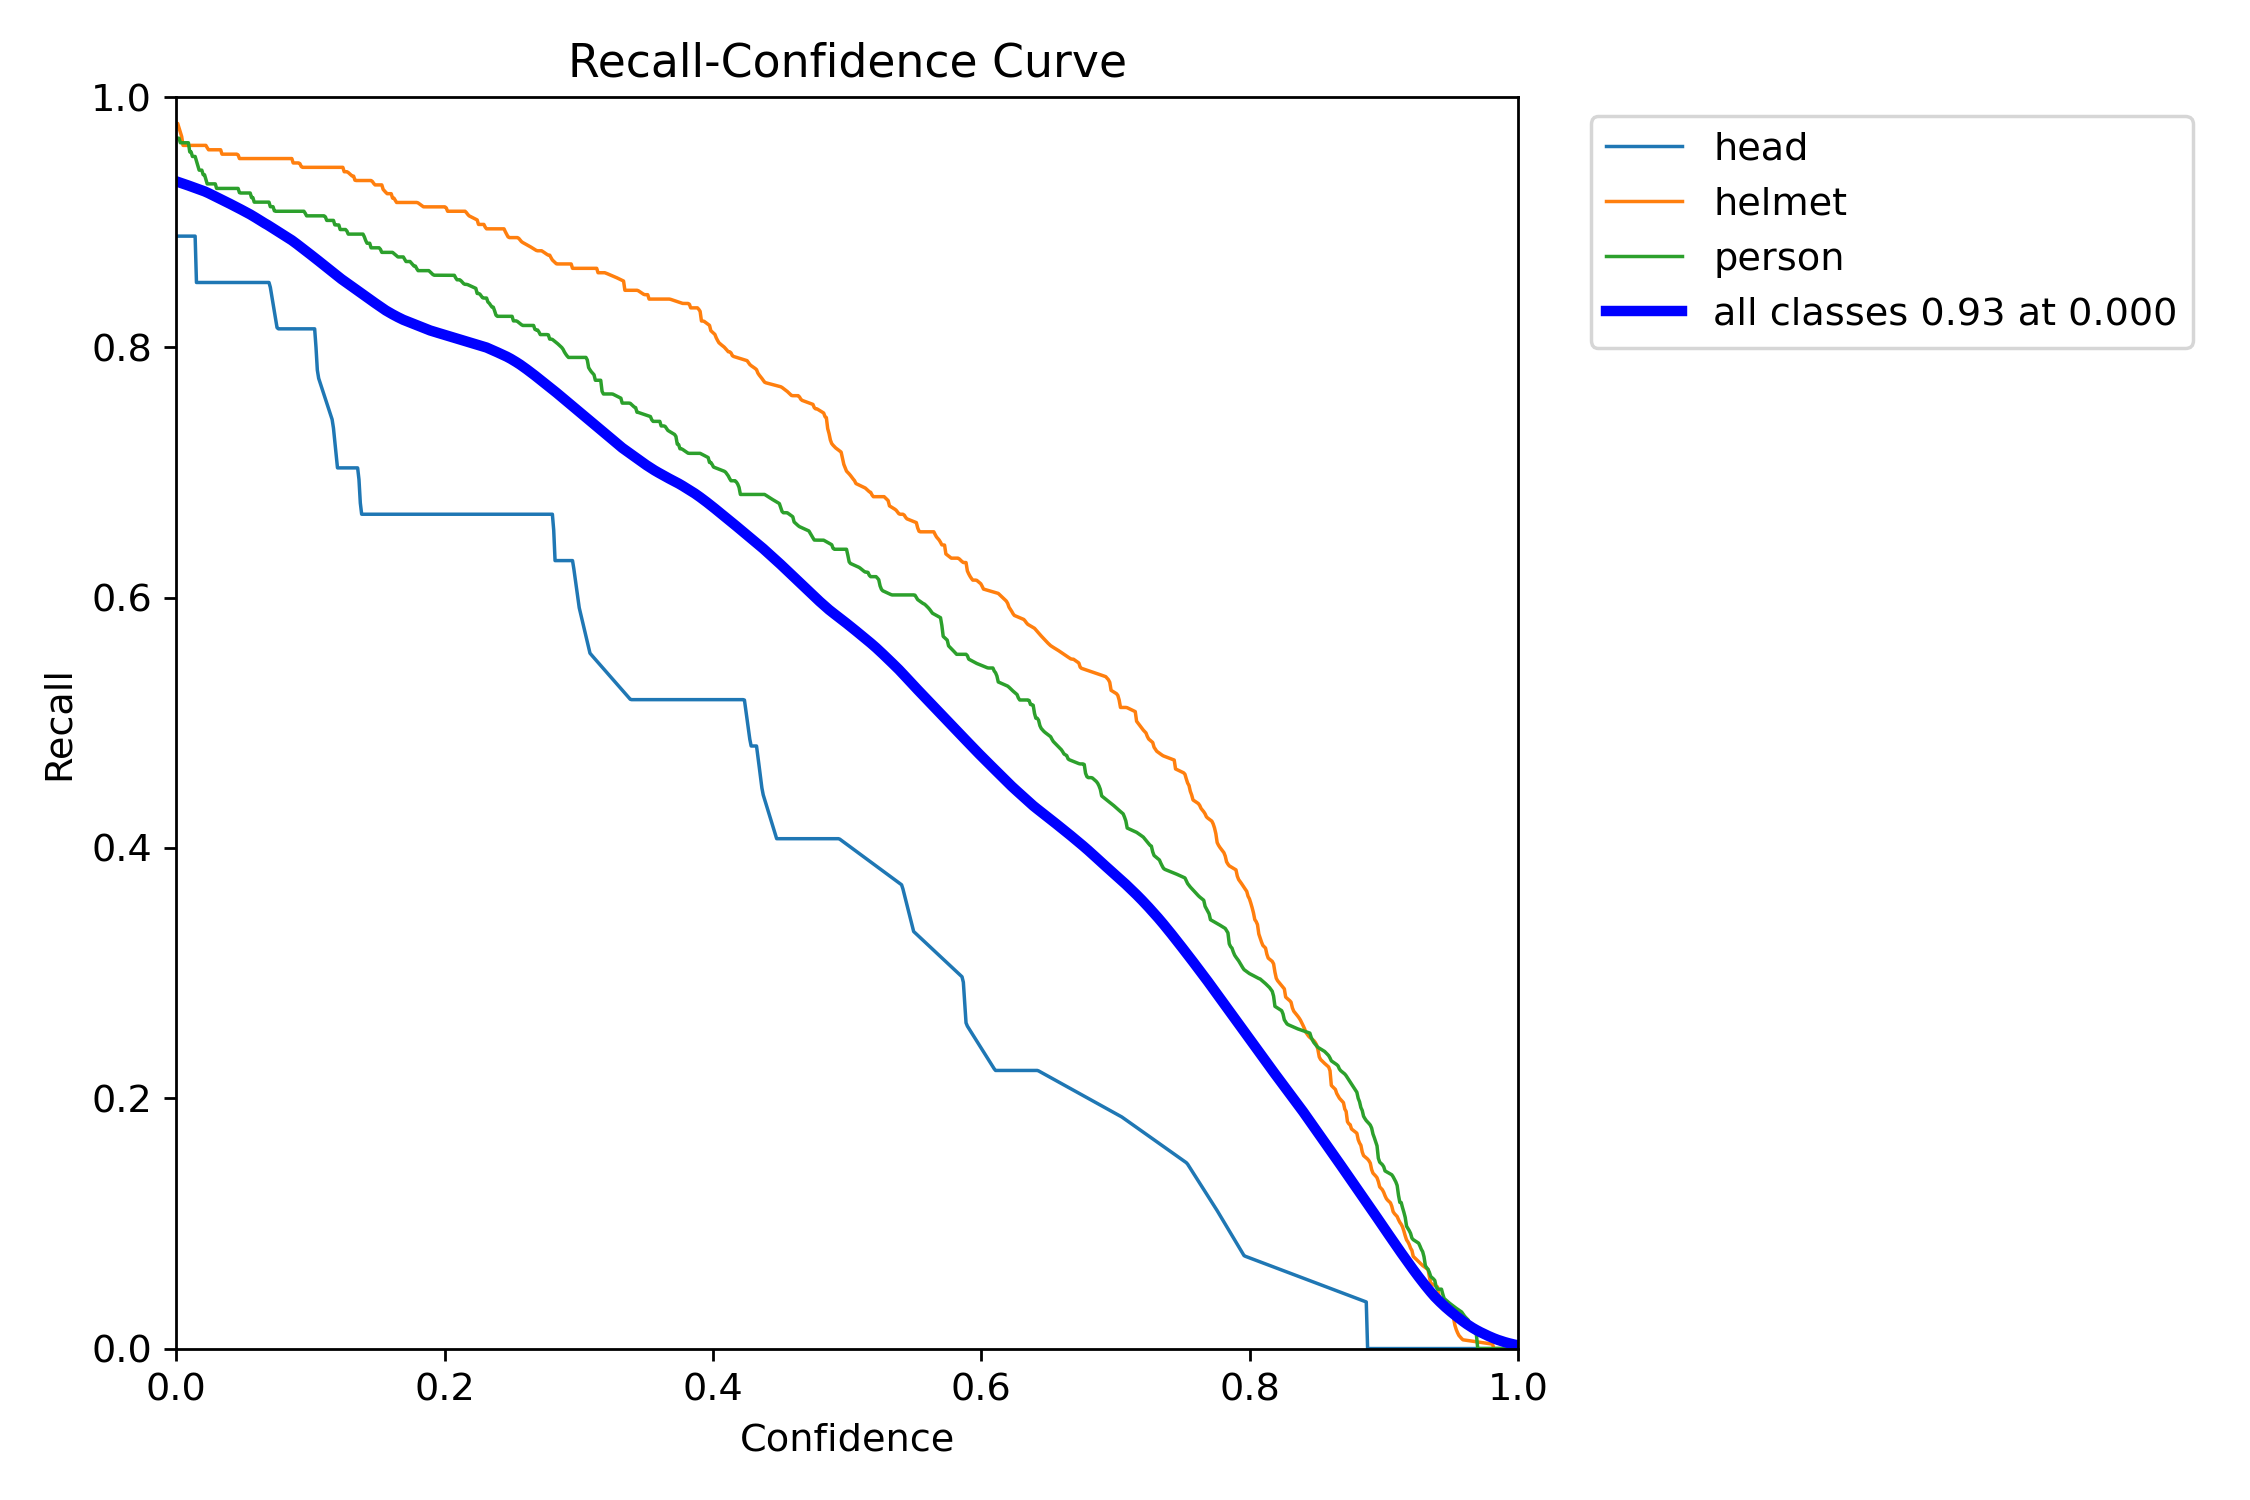 Recall-Confidence Curve
1.0
0.8
0.6
0.4
0.2
0.0
Recall
0.0 0.2 0.4 0.6 0.8 1.0
Confidence
head
helmet
person
all classes 0.93 at 0.000